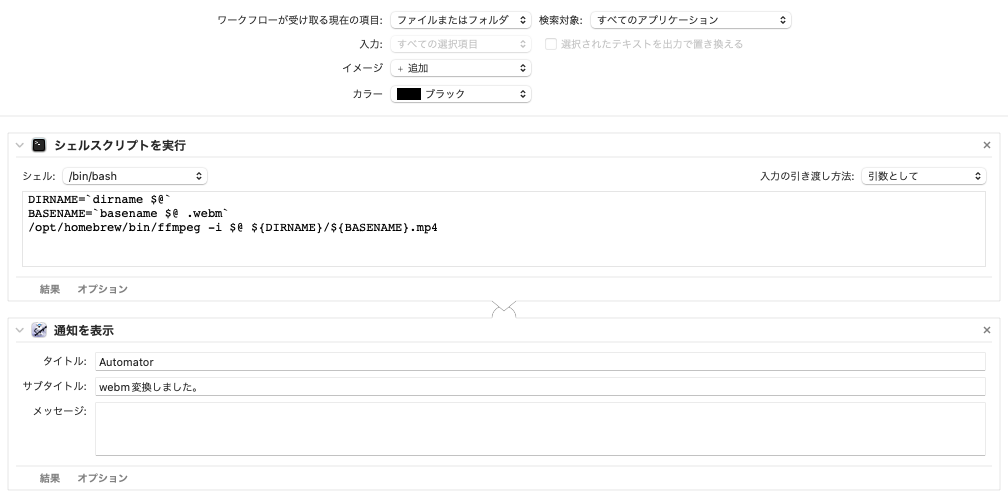 ワークフローが受け取る現在の項目: ファイルまたはフォルダ 検索対象: すべてのアプリケーション
入力: すべての選択項目 選択されたテキストを出力で置き換える
イメージ + 追加
カラー ブラック
シェルスクリプトを実行
シェル: /bin/bash 入力の引き渡し方法: 引数として
DIRNAME=`dirname $@`
BASENAME=`basename $@ .webm`
/opt/homebrew/bin/ffmpeg -i $@ ${DIRNAME}/${BASENAME}.mp4
結果 オプション
通知を表示
タイトル: Automator
サブタイトル: webm変換しました。
メッセージ:
結果 オプション